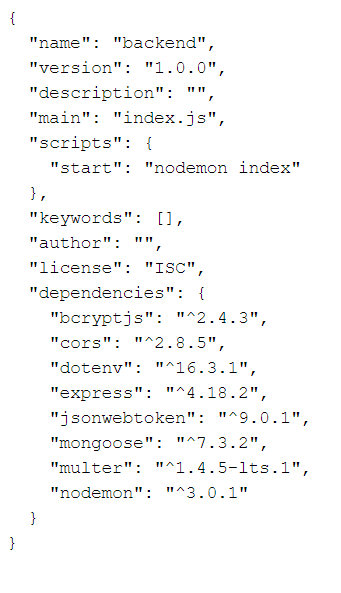 {
  "name": "backend",
  "version": "1.0.0",
  "description": "",
  "main": "index.js",
  "scripts": {
    "start": "nodemon index"
  },
  "keywords": [],
  "author": "",
  "license": "ISC",
  "dependencies": {
    "bcryptjs": "^2.4.3",
    "cors": "^2.8.5",
    "dotenv": "^16.3.1",
    "express": "^4.18.2",
    "jsonwebtoken": "^9.0.1",
    "mongoose": "^7.3.2",
    "multer": "^1.4.5-lts.1",
    "nodemon": "^3.0.1"
  }
}